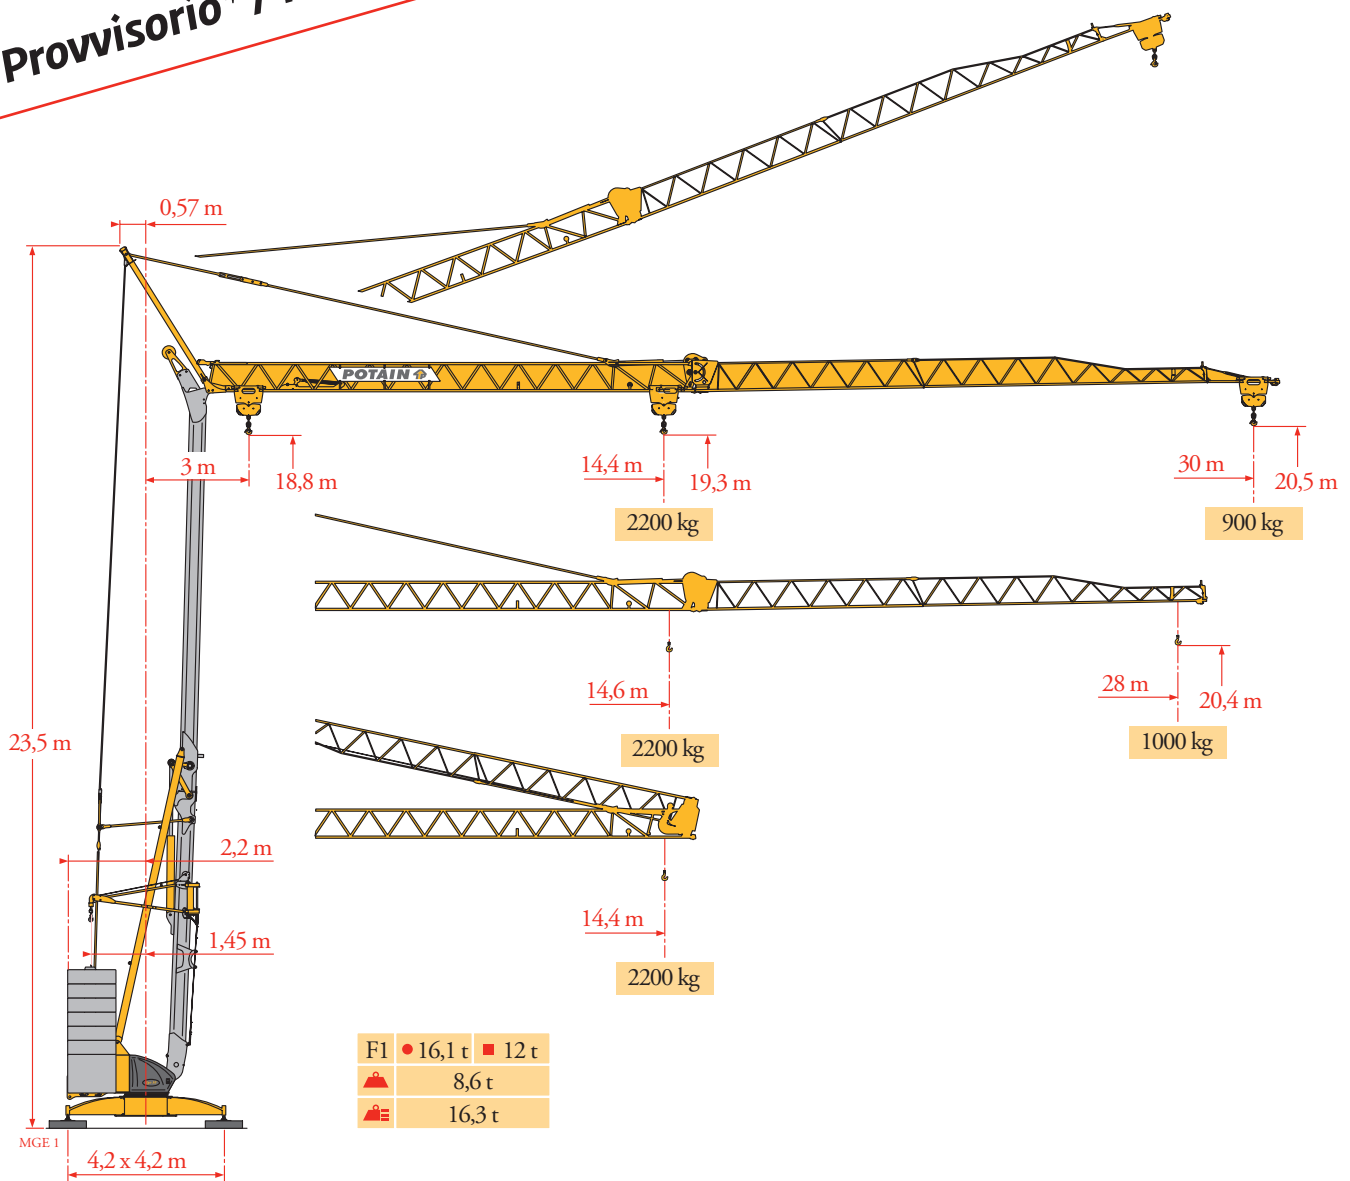 Provvisorio
0,57 m
POTAIN
3 m
18,8 m
14,4 m
19,3 m
30 m
20,5 m
2200 kg
900 kg
14,6 m
28 m
20,4 m
2200 kg
1000 kg
23,5 m
2,2 m
14,4 m
1,45 m
2200 kg
F1 16,1 t 12 t
8,6 t
16,3 t
MGE 1
4,2 x 4,2 m